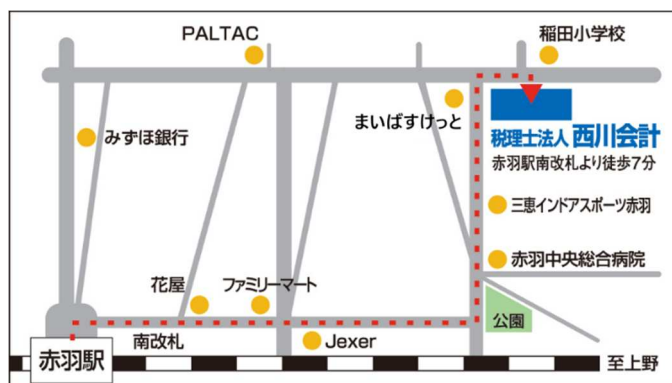 PALTAC
稲田小学校
まいばすけっと
みずほ銀行
税理士法人 西川会計
赤羽駅南改札より徒歩7分
三恵インドアスポーツ赤羽
赤羽中央総合病院
花屋
ファミリーマート
公園
南改札
Jexer
赤羽駅
至上野